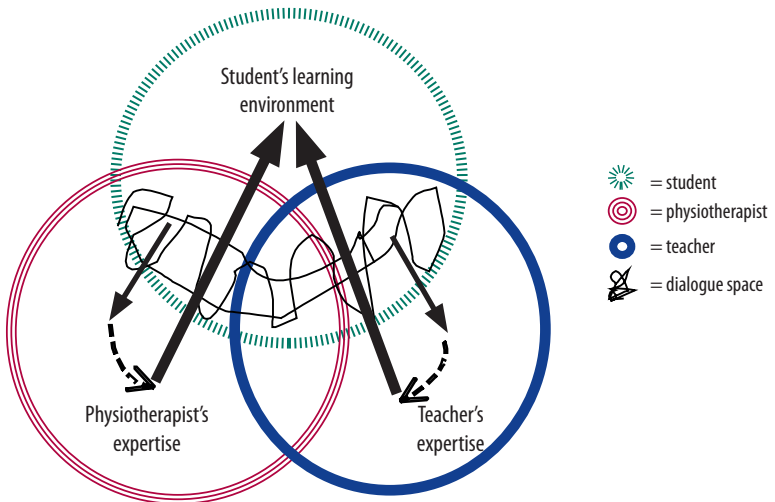 Student's learning
environment
= student
= physiotherapist
= teacher
= dialogue space
Physiotherapist's
expertise
Teacher's
expertise